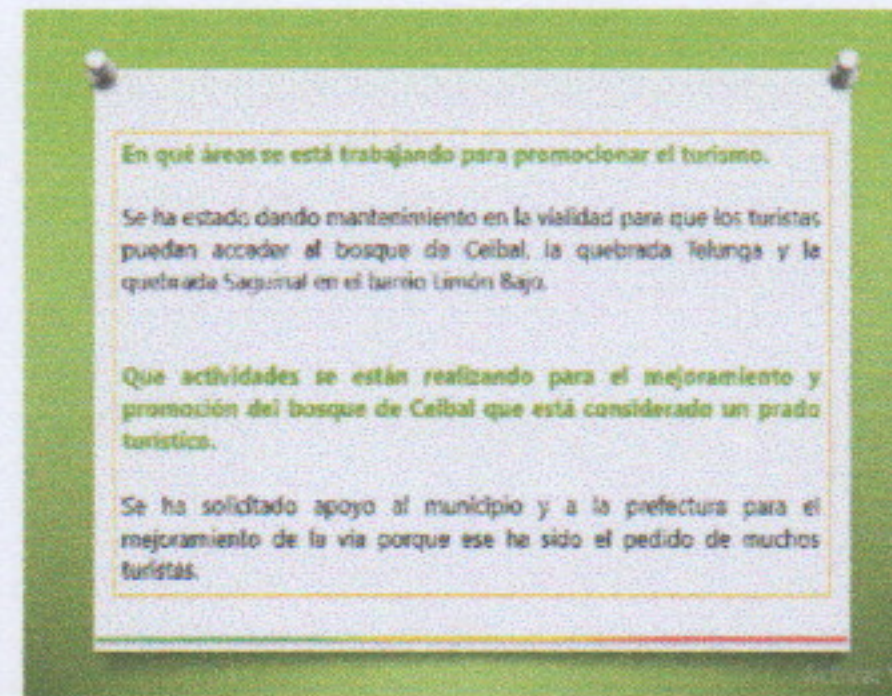 En qué áreas se está trabajando para promocionar el turismo.
Se ha estado dando mantenimiento en la vialidad para que los turistas
puedan acceder al bosque de Ceibal, la quebrada Telunga y la
quebrada en el barrio Limón Bajo.
Que actividades se están realizando para el mejoramiento y
promoción del bosque de Ceibal que está considerado un prado
turístico.
Se ha solicitado apoyo al municipio y a la prefectura para el
mejoramiento de la via porque ese ha sido el pedido de muchos
turistas.